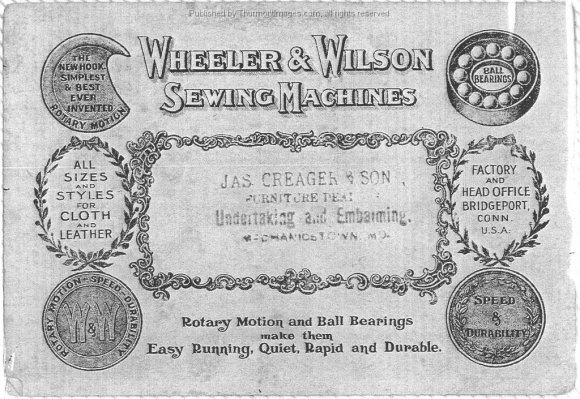 Published by ThurmontImages.com, all rights reserved
WHEELER & WILSON
SEWING MACHINES
THE
NEW HOOK.
SIMPLEST
& BEST
EVER
INVENTED
ROTARY MOTION
BALL
BEARINGS
ALL
SIZES
AND
STYLES
FOR
CLOTH
AND
LEATHER
JAS. CREAGER & SON,
FURNITURE DEA
Undertaking and Embalming.
MECHANICSTOWN, MD.
FACTORY
AND
HEAD OFFICE
BRIDGEPORT,
CONN.
U.S.A.
ROTARY MOTION-SPEED-DURABILITY
W&W
Rotary Motion and Ball Bearings
make them
Easy Running, Quiet, Rapid and Durable.
SPEED
&
DURABILITY